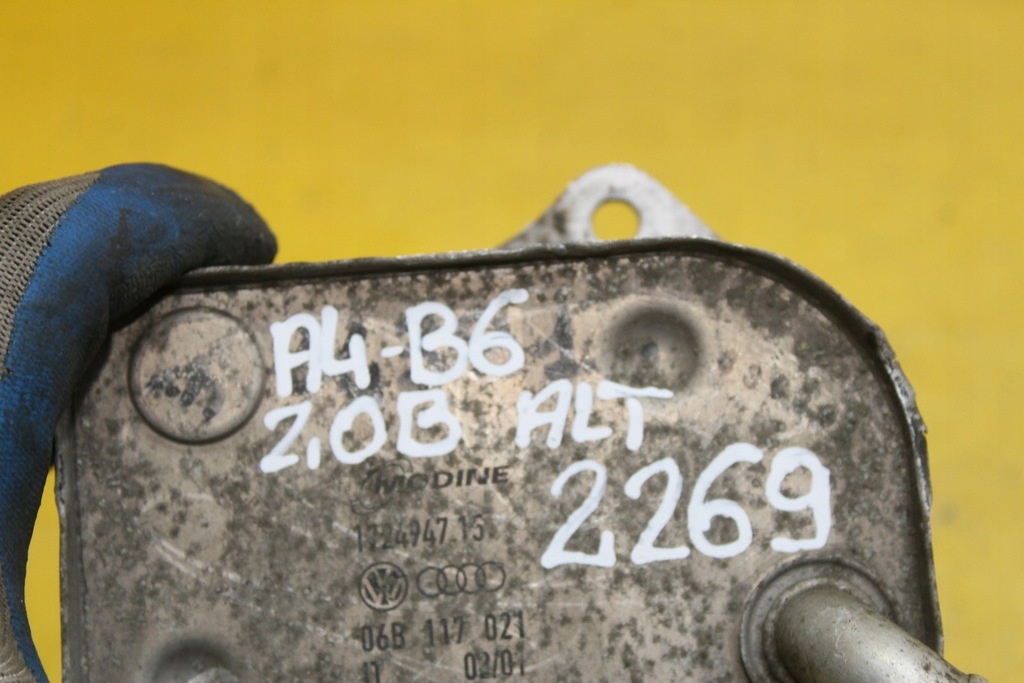 A4-B6
2.0B ALT
2269
MODINE
1224947.15
06B 117 021
02/01